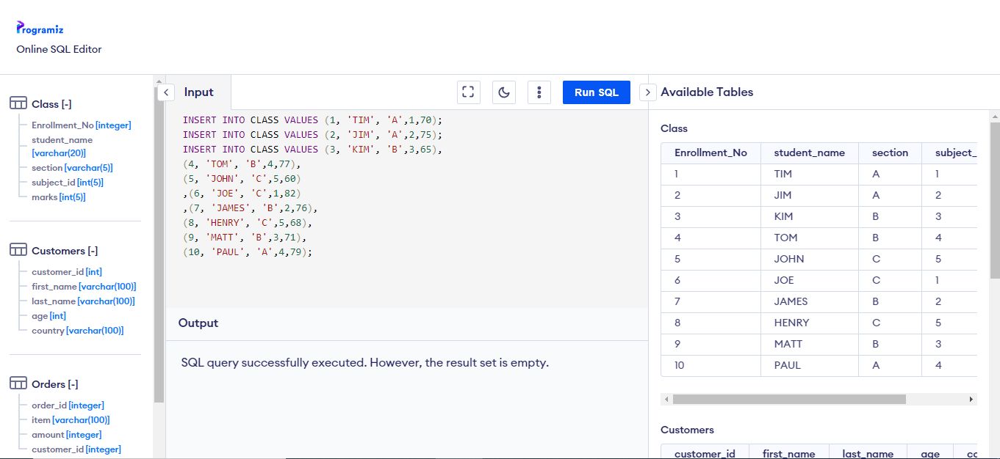 Programiz
Online SQL Editor
Class [-]
Enrollment_No [integer]
student_name
[varchar(20)]
section [varchar(5)]
subject_id [int(5)]
marks [int(5)]
Customers [-]
customer_id [int]
first_name [varchar(100)]
last_name [varchar(100)]
age [int]
country [varchar(100)]
Orders [-]
order_id [integer]
item [varchar(100)]
amount [integer]
customer_id [integer]
Input
Run SQL
INSERT INTO CLASS VALUES (1, 'TIM', 'A',1,70);
INSERT INTO CLASS VALUES (2, 'JIM', 'A',2,75);
INSERT INTO CLASS VALUES (3, 'KIM', 'B',3,65),
(4, 'TOM', 'B',4,77),
(5, 'JOHN', 'C',5,60)
,(6, 'JOE', 'C',1,82)
,(7, 'JAMES', 'B',2,76),
(8, 'HENRY', 'C',5,68),
(9, 'MATT', 'B',3,71),
(10, 'PAUL', 'A',4,79);
Output
SQL query successfully executed. However, the result set is empty.
Available Tables
Class
Enrollment_No student_name section subject_
1 TIM A 1
2 JIM A 2
3 KIM B 3
4 TOM B 4
5 JOHN C 5
6 JOE C 1
7 JAMES B 2
8 HENRY C 5
9 MATT B 3
10 PAUL A 4
Customers
customer_id first_name last_name age co